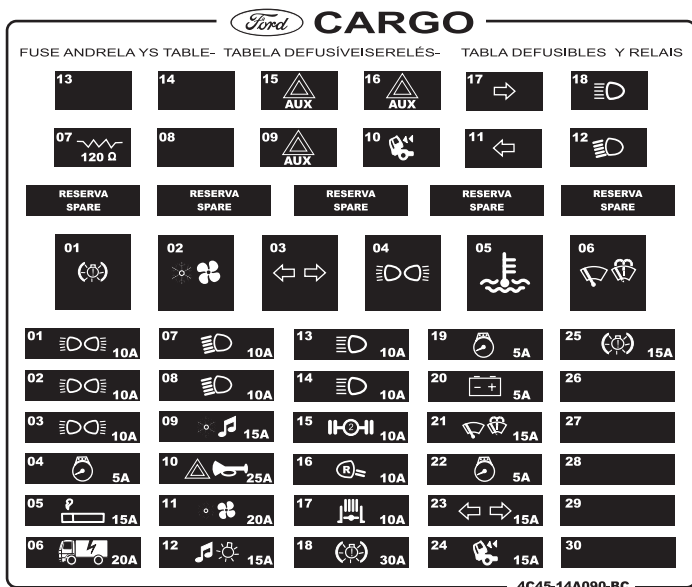 Ford CARGO
FUSE ANDRELA YS TABLE- TABELA DEFUSÍVEISERELÉS- TABLA DEFUSIBLES Y RELAIS
13 14 15 AUX 16 AUX 17 18
07 120 Ω 08 09 AUX 10 11 12
RESERVA RESERVA RESERVA RESERVA RESERVA
SPARE SPARE SPARE SPARE SPARE
01 02 03 04 05 06
01 10A 07 10A 13 10A 19 5A 25 15A
02 10A 08 10A 14 10A 20 - + 5A 26
03 10A 09 15A 15 2 10A 21 15A 27
04 5A 10 25A 16 R 10A 22 5A 28
05 15A 11 20A 17 10A 23 15A 29
06 20A 12 15A 18 30A 24 15A 30
4C45-14A090-BC